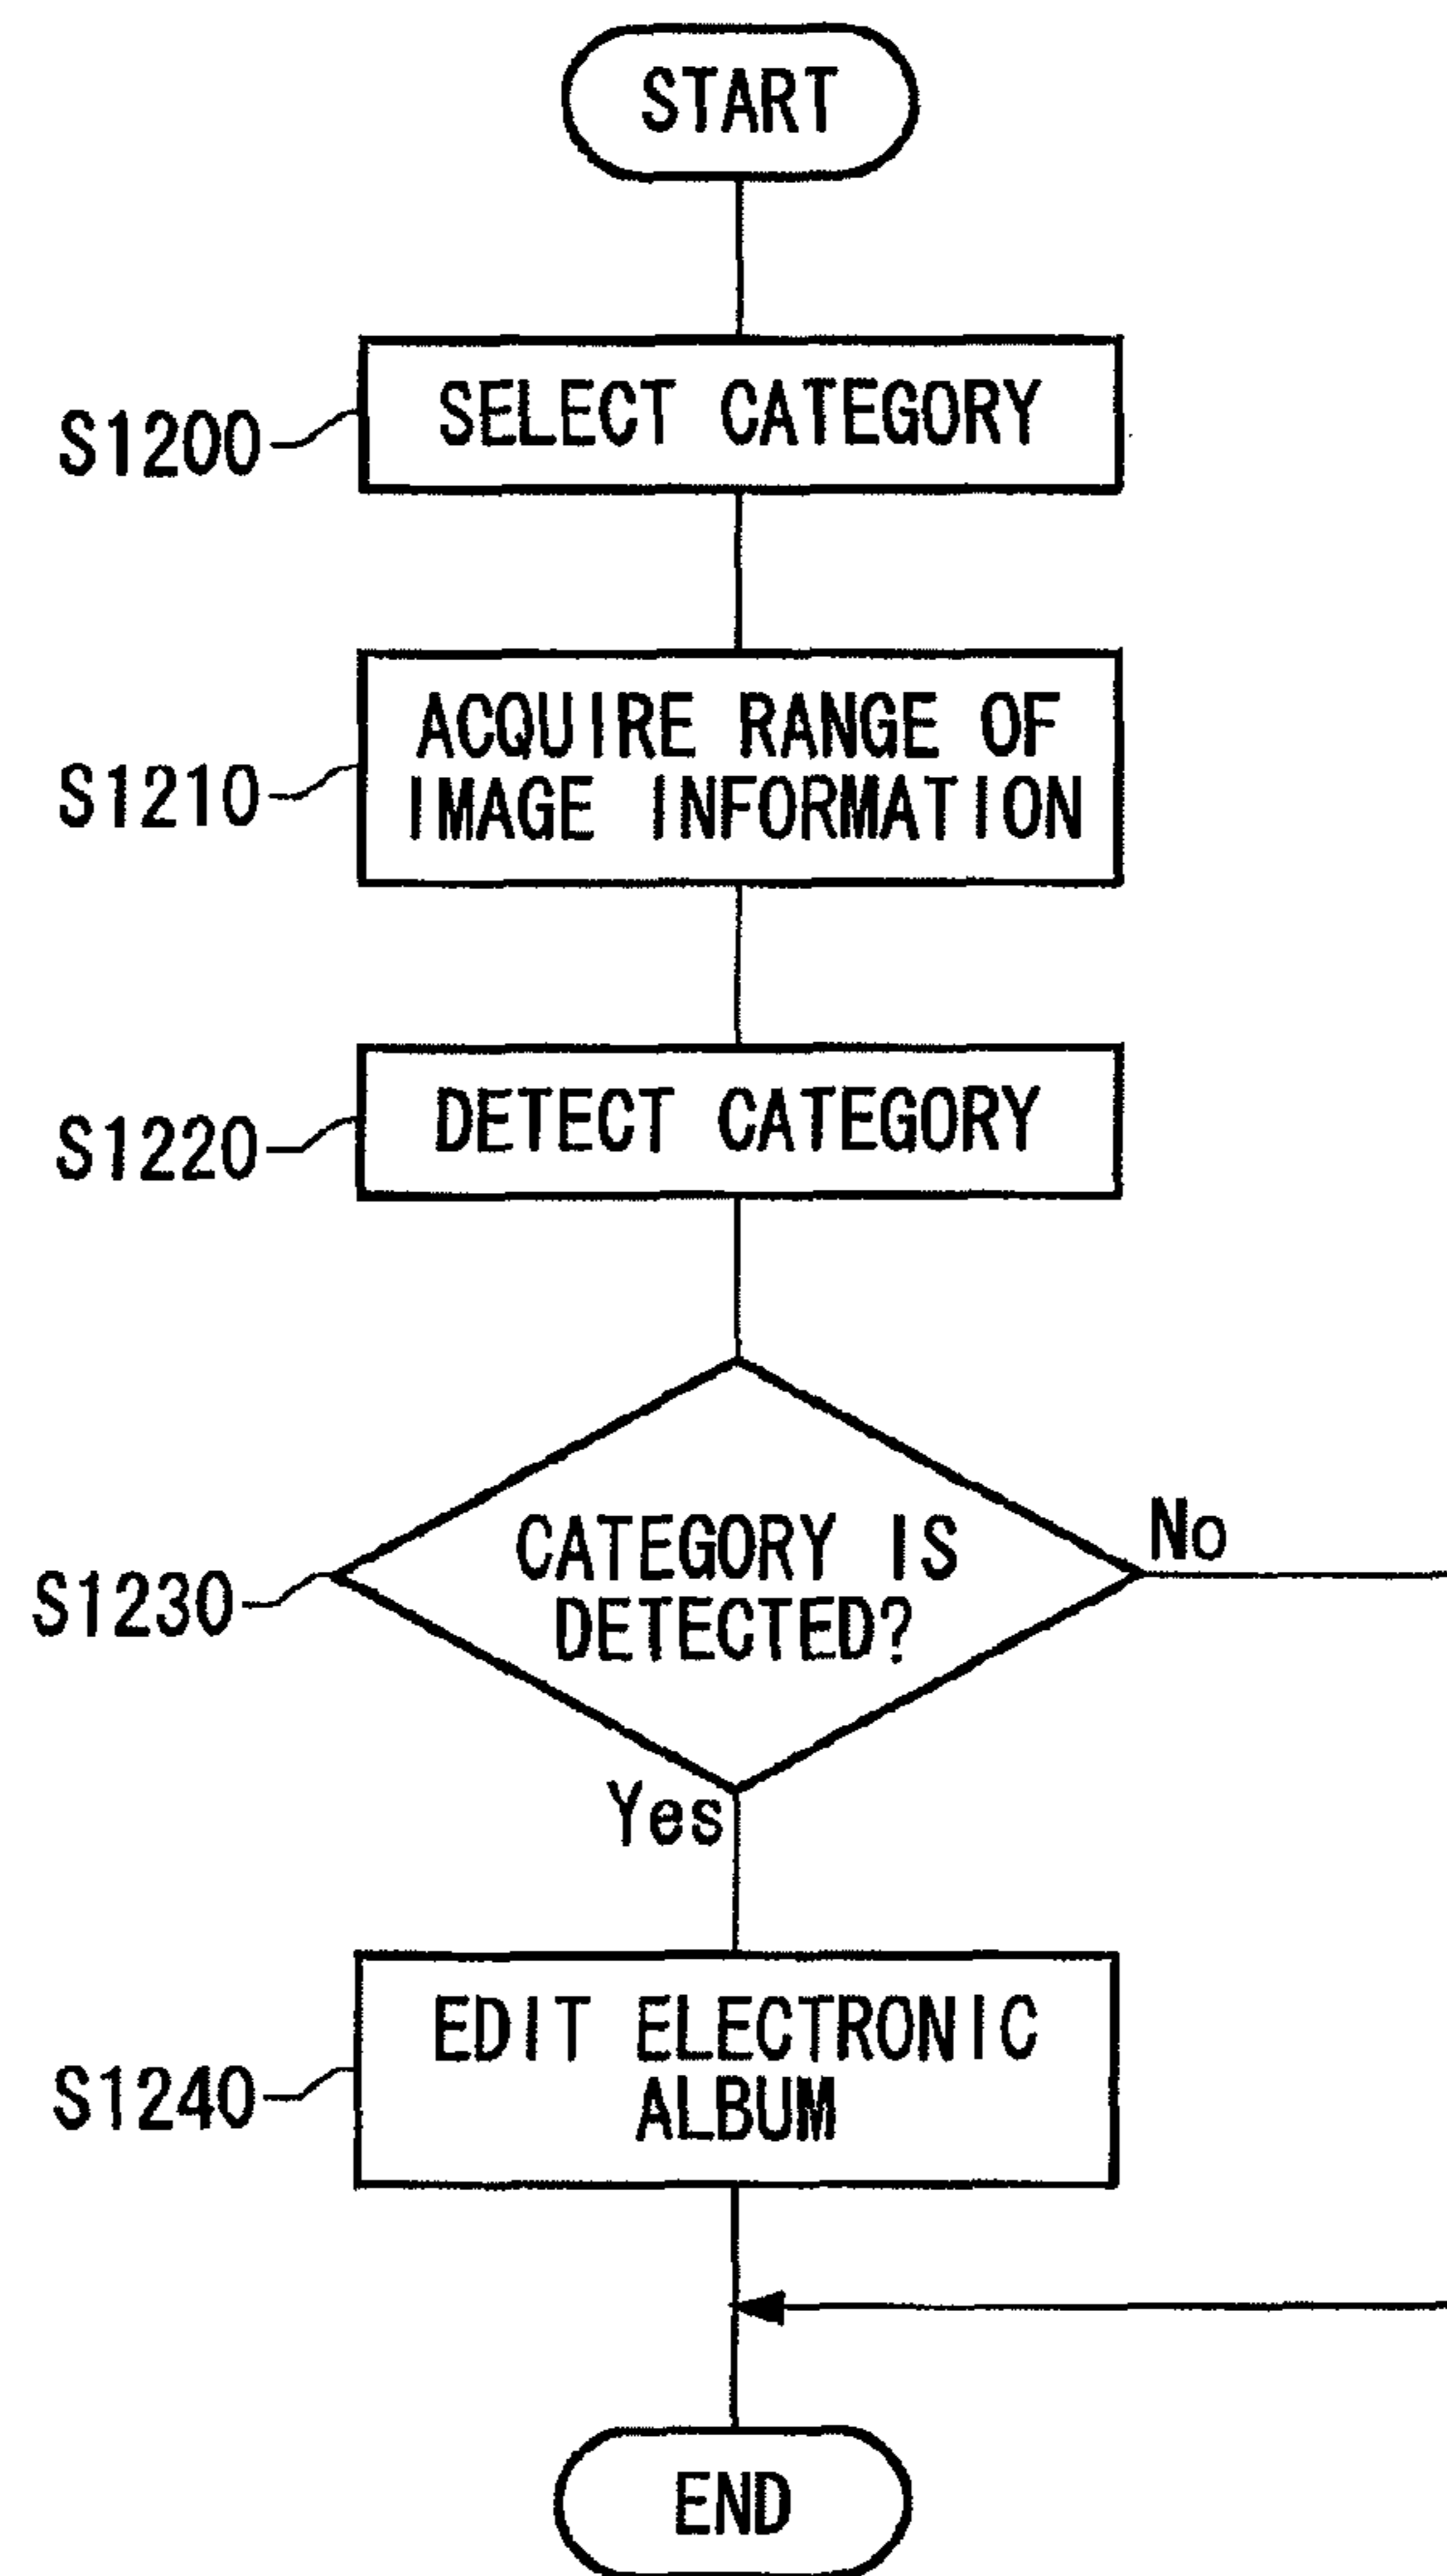 START
S1200
SELECT CATEGORY
S1210
ACQUIRE RANGE OF
IMAGE INFORMATION
S1220
DETECT CATEGORY
S1230
CATEGORY IS
DETECTED?
No
Yes
S1240
EDIT ELECTRONIC
ALBUM
END